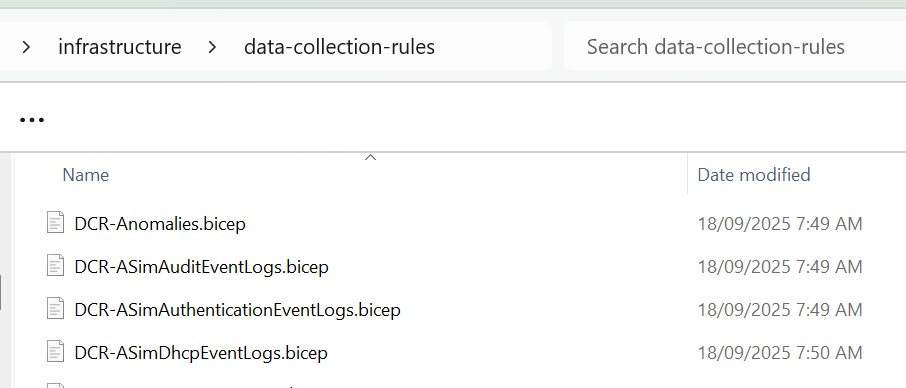 infrastructure > data-collection-rules Search data-collection-rules
...
Name Date modified
DCR-Anomalies.bicep 18/09/2025 7:49 AM
DCR-ASimAuditEventLogs.bicep 18/09/2025 7:49 AM
DCR-ASimAuthenticationEventLogs.bicep 18/09/2025 7:49 AM
DCR-ASimDhcpEventLogs.bicep 18/09/2025 7:50 AM